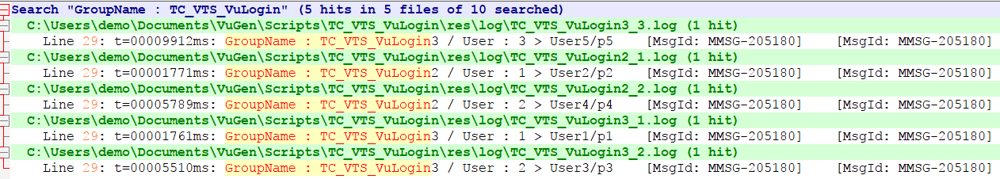 Search "GroupName : TC_VTS_VuLogin" (5 hits in 5 files of 10 searched)
C:\Users\demo\Documents\VuGen\Scripts\TC_VTS_VuLogin\res\log\TC_VTS_VuLogin3_3.log (1 hit)
Line 29: t=00009912ms: GroupName : TC_VTS_VuLogin3 / User : 3 > User5/p5 [MsgId: MMSG-205180] [MsgId: MMSG-205180]
C:\Users\demo\Documents\VuGen\Scripts\TC_VTS_VuLogin\res\log\TC_VTS_VuLogin2_1.log (1 hit)
Line 29: t=00001771ms: GroupName : TC_VTS_VuLogin2 / User : 1 > User2/p2 [MsgId: MMSG-205180] [MsgId: MMSG-205180]
C:\Users\demo\Documents\VuGen\Scripts\TC_VTS_VuLogin\res\log\TC_VTS_VuLogin2_2.log (1 hit)
Line 29: t=00005789ms: GroupName : TC_VTS_VuLogin2 / User : 2 > User4/p4 [MsgId: MMSG-205180] [MsgId: MMSG-205180]
C:\Users\demo\Documents\VuGen\Scripts\TC_VTS_VuLogin\res\log\TC_VTS_VuLogin3_1.log (1 hit)
Line 29: t=00001761ms: GroupName : TC_VTS_VuLogin3 / User : 1 > User1/p1 [MsgId: MMSG-205180] [MsgId: MMSG-205180]
C:\Users\demo\Documents\VuGen\Scripts\TC_VTS_VuLogin\res\log\TC_VTS_VuLogin3_2.log (1 hit)
Line 29: t=00005510ms: GroupName : TC_VTS_VuLogin3 / User : 2 > User3/p3 [MsgId: MMSG-205180] [MsgId: MMSG-205180]